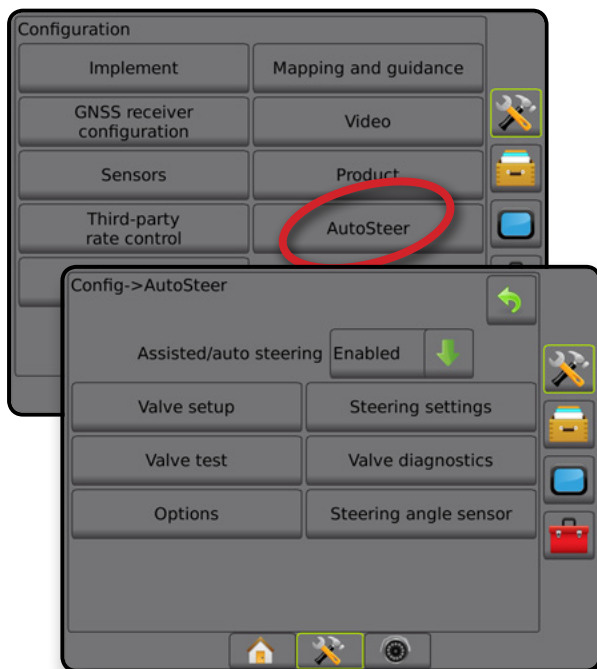 Configuration
Implement
Mapping and guidance
GNSS receiver
configuration
Video
Sensors
Product
Third-party
rate control
AutoSteer
Config->AutoSteer
Assisted/auto steering
Enabled
Valve setup
Steering settings
Valve test
Valve diagnostics
Options
Steering angle sensor